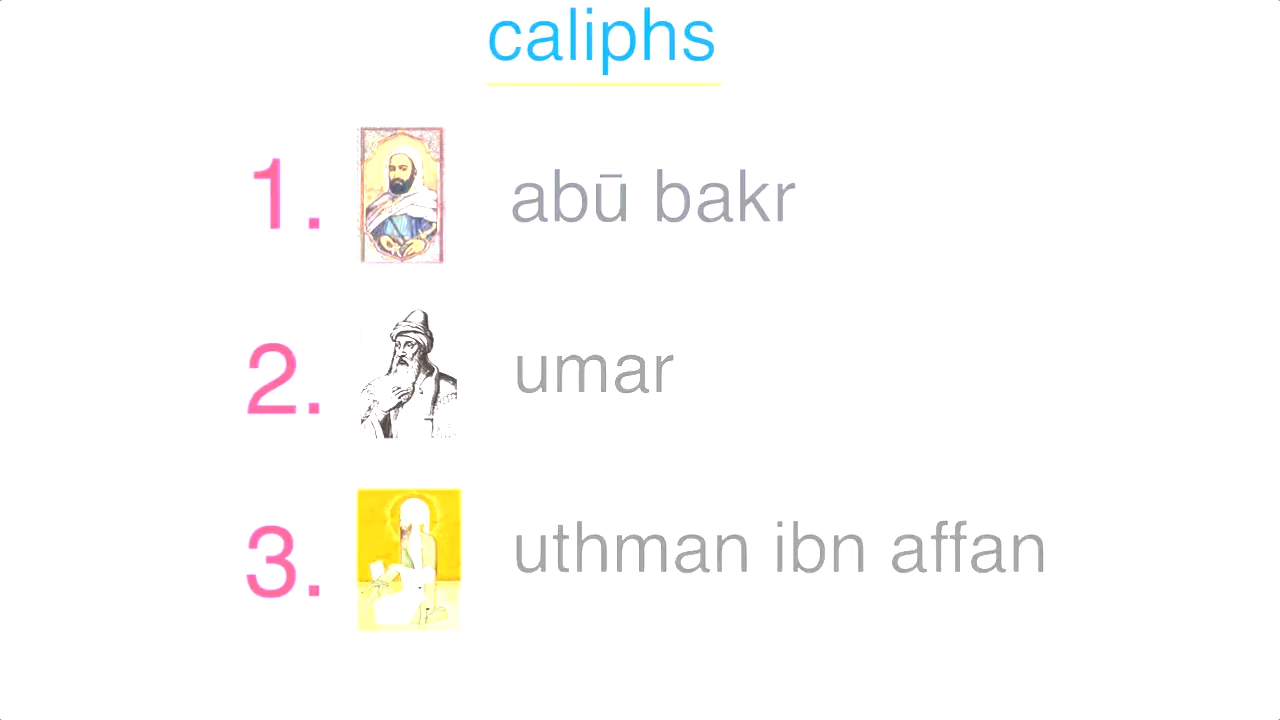 caliphs
1. abū bakr
2. umar
3. uthman ibn affan